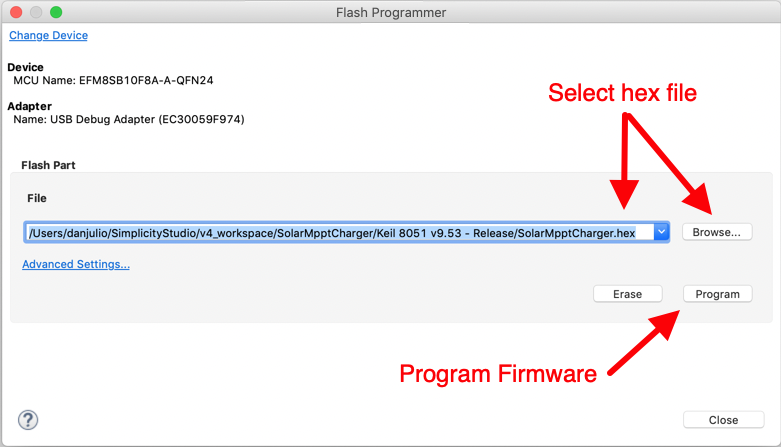 Flash Programmer
Change Device
Device
MCU Name: EFM8SB10F8A-A-QFN24
Adapter
Name: USB Debug Adapter (EC30059F974)
Select hex file
Flash Part
File
/Users/danjulio/SimplicityStudio/v4_workspace/SolarMpptCharger/Keil 8051 v9.53 - Release/SolarMpptCharger.hex
Browse...
Advanced Settings...
Erase
Program
Program Firmware
?
Close